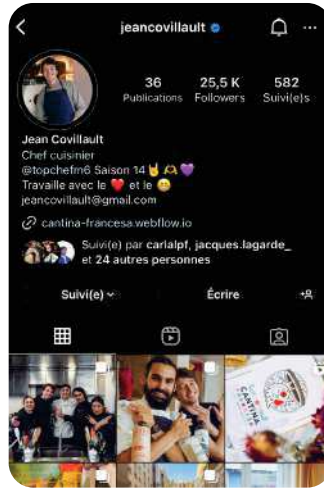 jeancovillault
36 25,5 K 582
Publications Followers Suivi(e)s
Jean Covillault
Chef cuisinier
@topchefm6 Saison 14 🤘 🫶 💜
Travaille avec le ❤️ et le 😁
jeancovillault@gmail.com
cantina-francesa.webflow.io
Suivi(e) par carlalpf, jacques.lagarde_
et 24 autres personnes
Suivi(e) Écrire
CANTINA